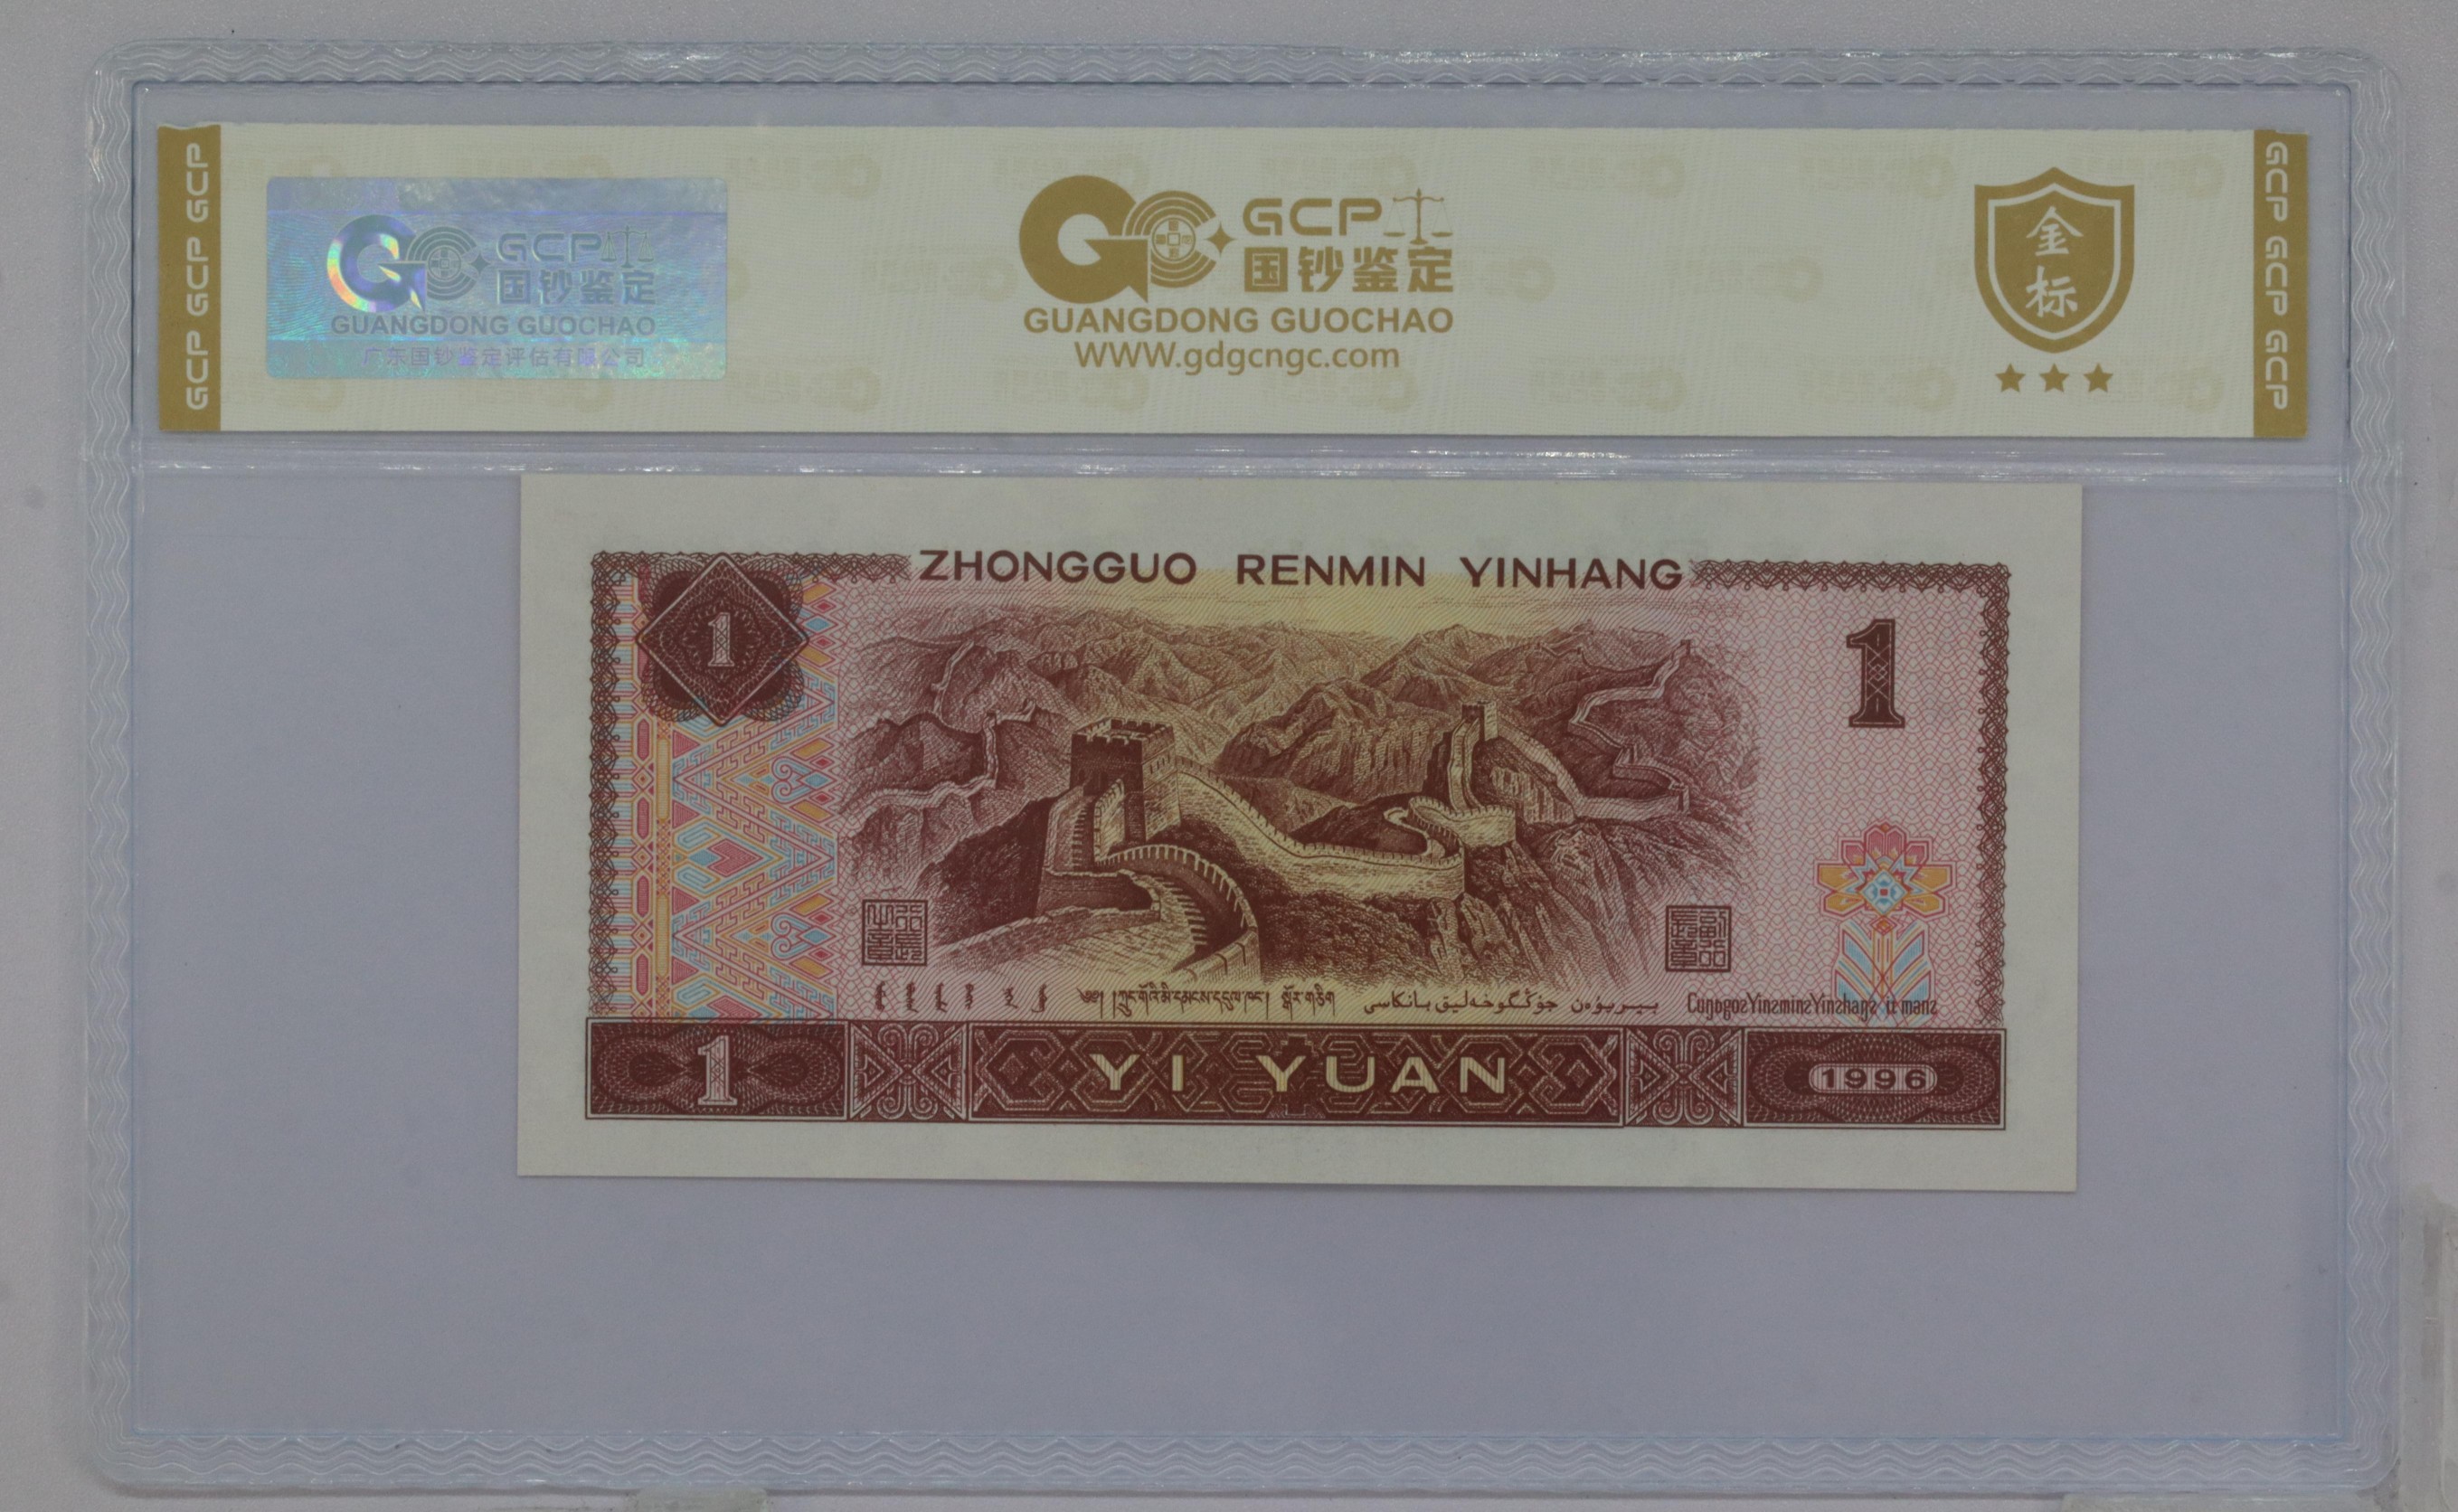 GCP GCP GCP
GCP
国钞鉴定
GUANGDONG GUOCHAO
广东国钞鉴定评估有限公司
GCP
国钞鉴定
GUANGDONG GUOCHAO
WWW.gdgcngc.com
金
标
GCP GCP GCP
ZHONGGUO RENMIN YINHANG
1
1
1
YI YUAN
1996